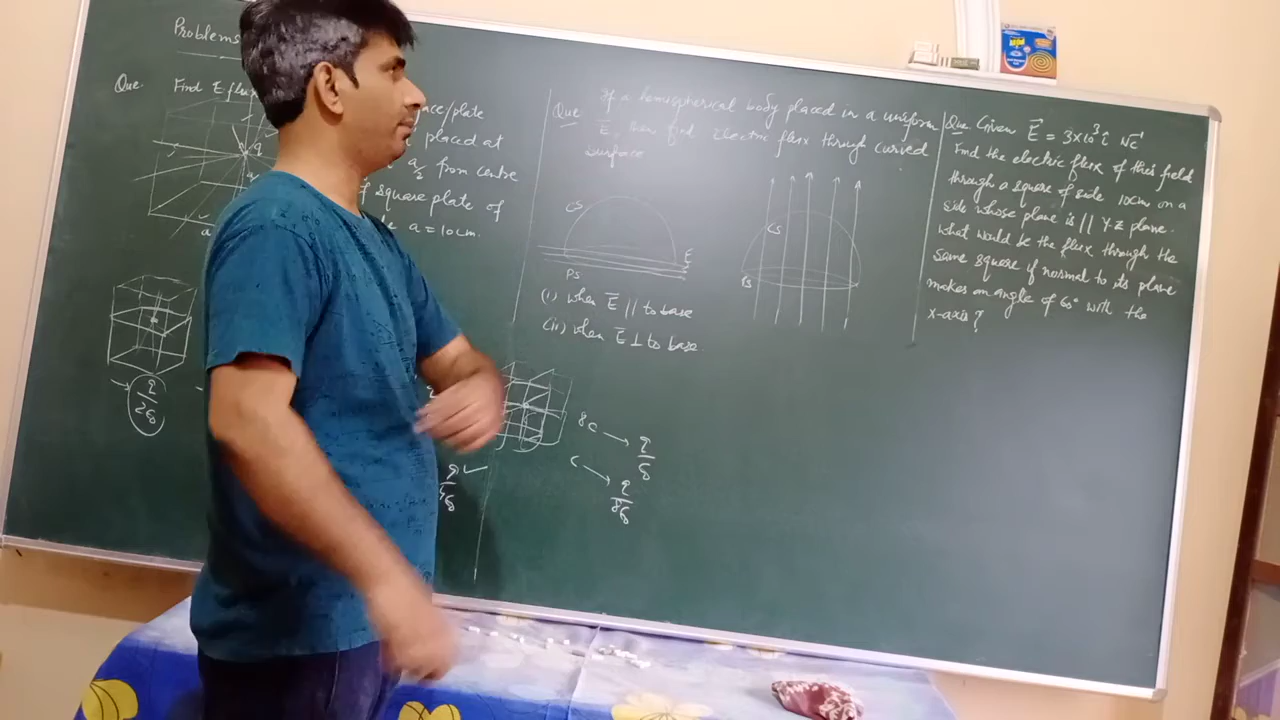 Problems
Que. Find E flu
ace/plate
placed at
a/2 from centre
f square plate of
a = 10cm.
q
a
q/2ε₀
Que If a hemispherical body placed in a uniform
E, then find Electric flux through curved
surface
CS
E
PS
(i) when E || to base
(ii) when E ⊥ to base.
CS
PS
8C → q/ε₀
C → q/8ε₀
Que Given E = 3×10³ î NC⁻¹
Find the electric flux of this field
through a square of side 10cm on a
side whose plane is || Y-Z plane.
what would be the flux through the
same square if normal to its plane
makes an angle of 60° with the
x-axis?